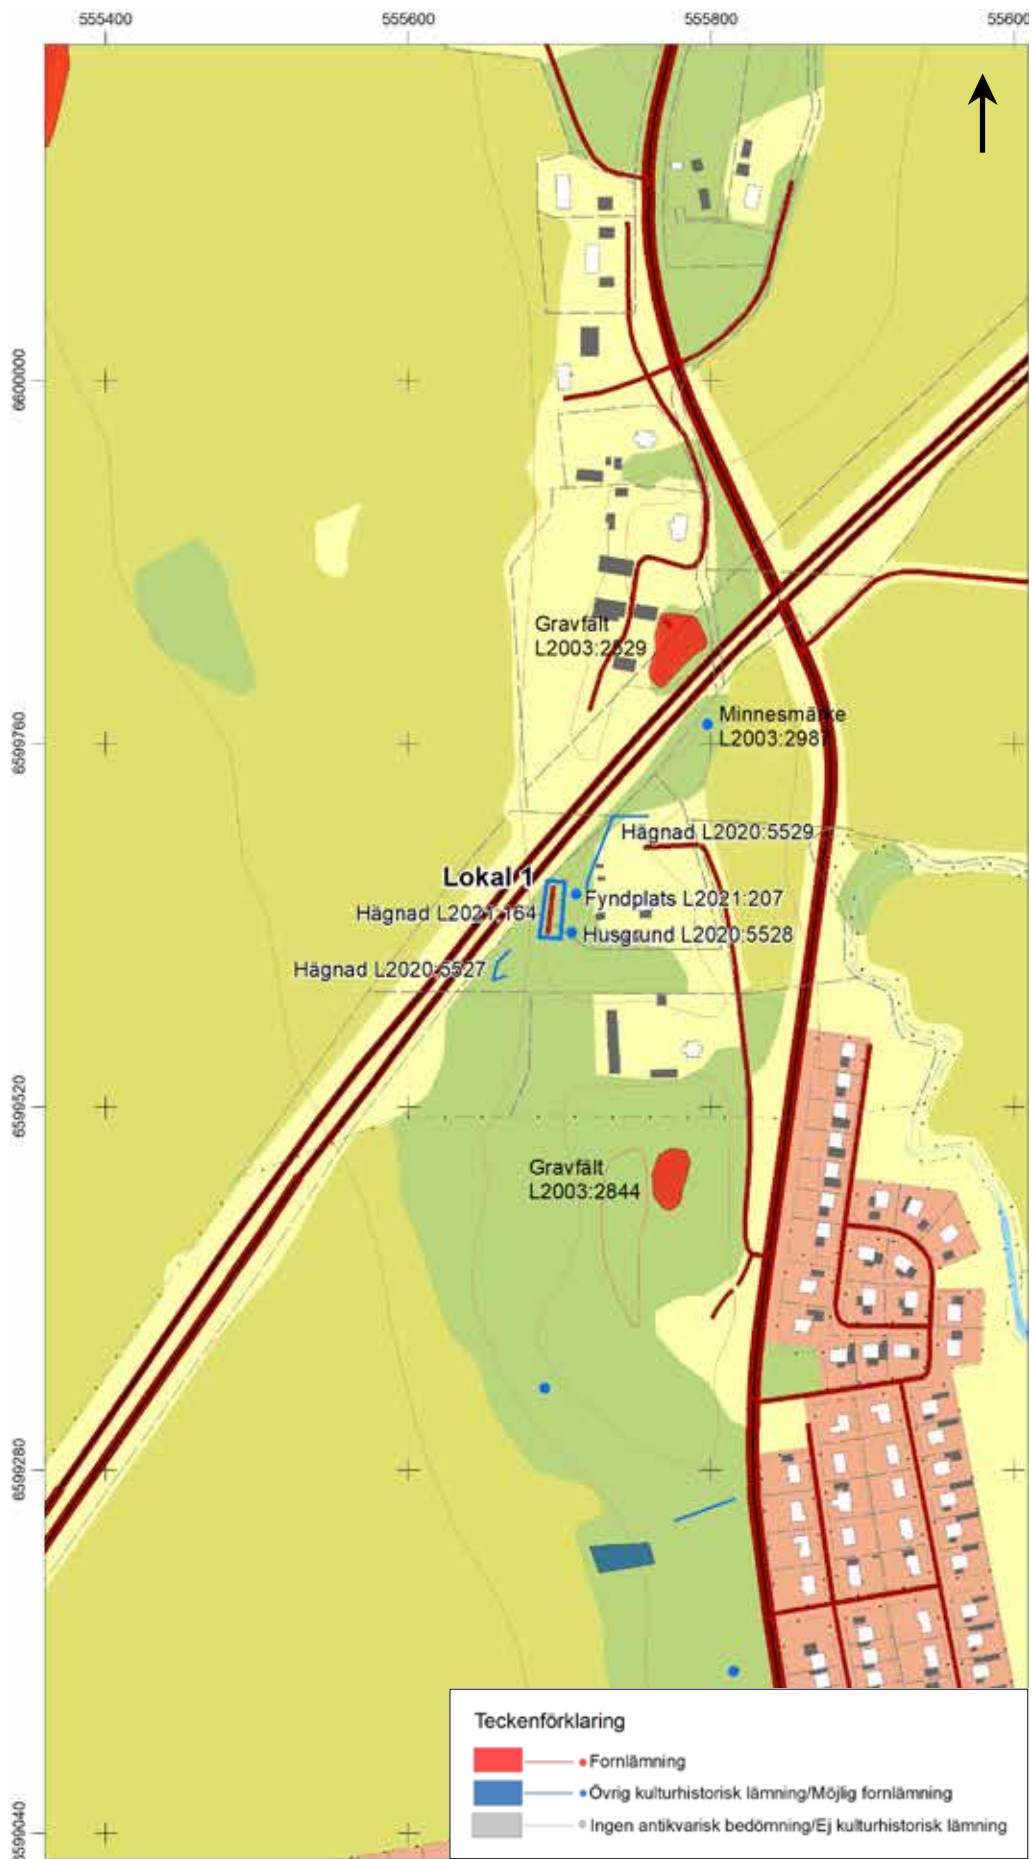 555400
555600
555800
55600
6600000
Gravfält
L2003:2529
6599760
Minnesmärke
L2003:2987
Hägnad L2020:5529
Lokal 1
Fyndplats L2021:207
Hägnad L2021:164
Husgrund L2020:5528
Hägnad L2020:5527
6599520
Gravfält
L2003:2844
6599280
Teckenförklaring
Fornlämning
Övrig kulturhistorisk lämning/Möjlig fornlämning
Ingen antikvarisk bedömning/Ej kulturhistorisk lämning
6599040